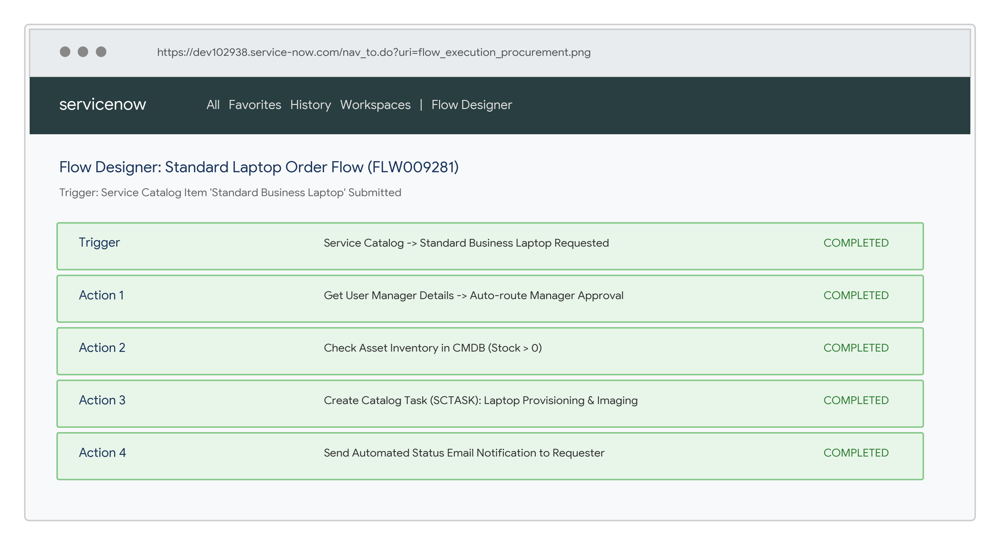 https://dev102938.service-now.com/nav_to.do?uri=flow_execution_procurement.png
servicenow All Favorites History Workspaces | Flow Designer
Flow Designer: Standard Laptop Order Flow (FLW009281)
Trigger: Service Catalog Item 'Standard Business Laptop' Submitted
Trigger Service Catalog -> Standard Business Laptop Requested COMPLETED
Action 1 Get User Manager Details -> Auto-route Manager Approval COMPLETED
Action 2 Check Asset Inventory in CMDB (Stock > 0) COMPLETED
Action 3 Create Catalog Task (SCTASK): Laptop Provisioning & Imaging COMPLETED
Action 4 Send Automated Status Email Notification to Requester COMPLETED